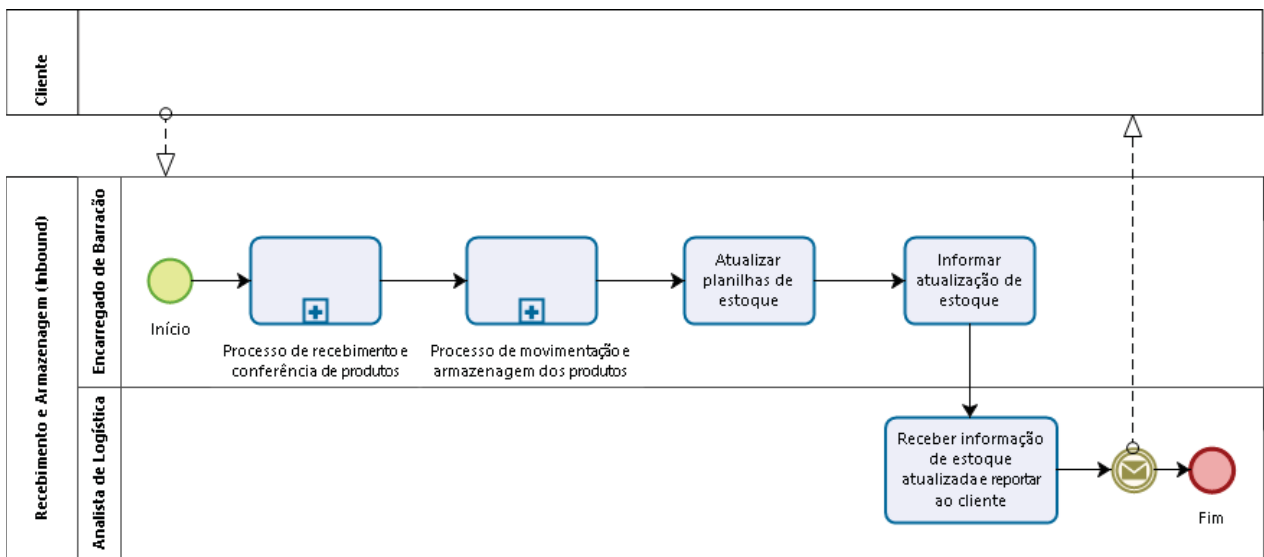 Cliente
Recebimento e Armazenagem (Inbound)
Encarregado de Barracão
Início
Processo de recebimento e
conferência de produtos
Processo de movimentação e
armazenagem dos produtos
Atualizar
planilhas de
estoque
Informar
atualização de
estoque
Analista de Logística
Receber informação
de estoque
atualizada e reportar
ao cliente
Fim